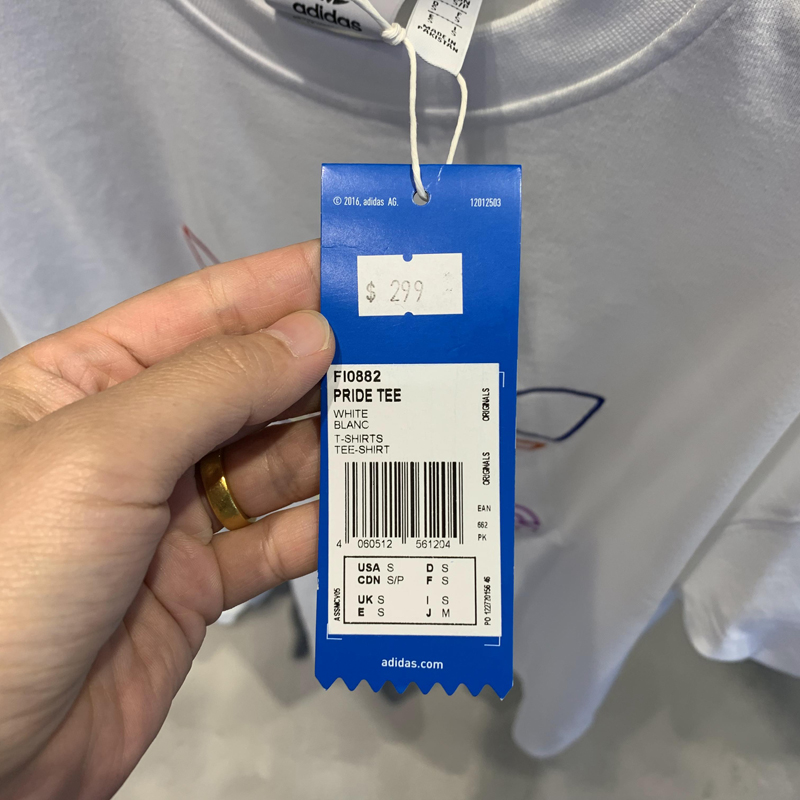 adidas
MADE IN
PAKISTAN
© 2016, adidas AG.
12012503
$ 299
FI0882
PRIDE TEE
WHITE
BLANC
T-SHIRTS
TEE-SHIRT
ORIGINALS
ORIGINALS
EAN
662
PK
4 060512 561204
USA S D S
CDN S/P F S
UK S I S
E S J M
ASSMCV05
adidas.com